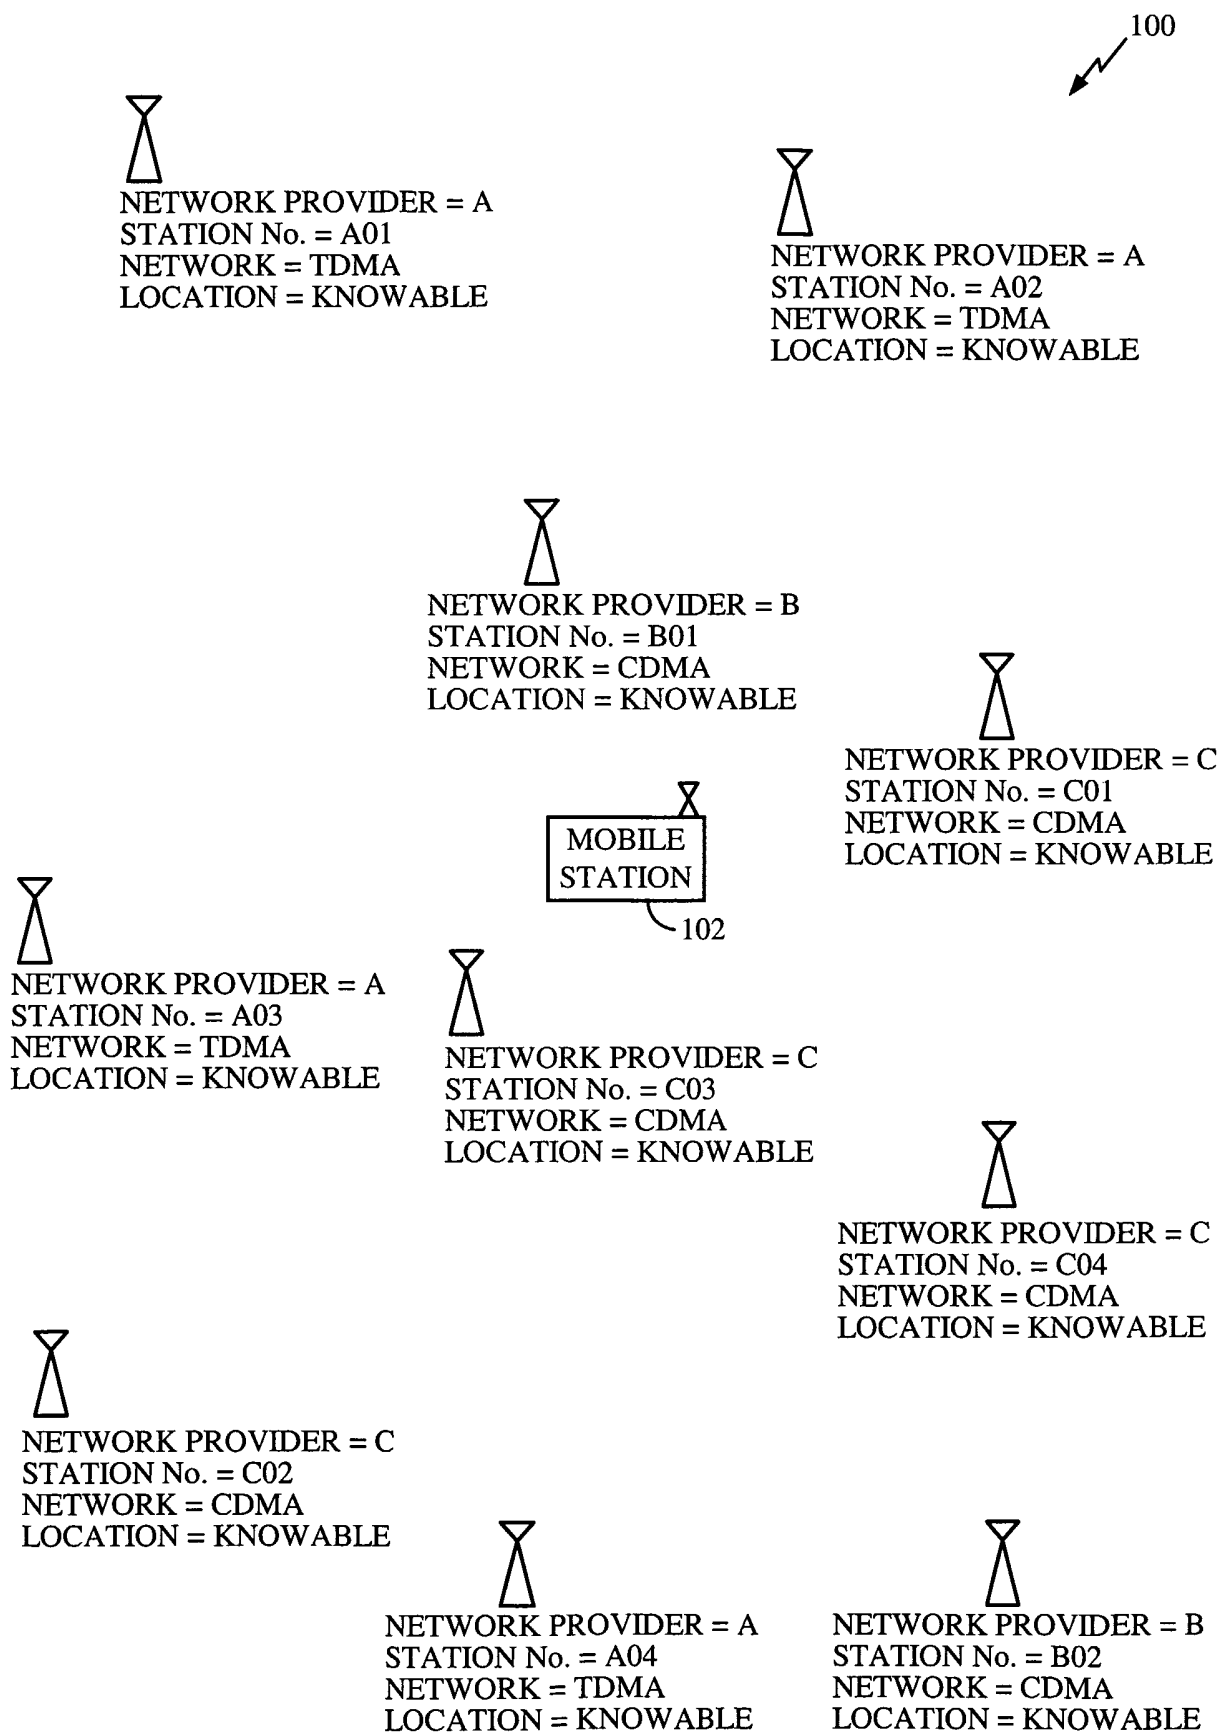 100
NETWORK PROVIDER = A
STATION No. = A01
NETWORK = TDMA
LOCATION = KNOWABLE
NETWORK PROVIDER = A
STATION No. = A02
NETWORK = TDMA
LOCATION = KNOWABLE
NETWORK PROVIDER = B
STATION No. = B01
NETWORK = CDMA
LOCATION = KNOWABLE
NETWORK PROVIDER = C
STATION No. = C01
NETWORK = CDMA
LOCATION = KNOWABLE
MOBILE
STATION
102
NETWORK PROVIDER = A
STATION No. = A03
NETWORK = TDMA
LOCATION = KNOWABLE
NETWORK PROVIDER = C
STATION No. = C03
NETWORK = CDMA
LOCATION = KNOWABLE
NETWORK PROVIDER = C
STATION No. = C04
NETWORK = CDMA
LOCATION = KNOWABLE
NETWORK PROVIDER = C
STATION No. = C02
NETWORK = CDMA
LOCATION = KNOWABLE
NETWORK PROVIDER = A
STATION No. = A04
NETWORK = TDMA
LOCATION = KNOWABLE
NETWORK PROVIDER = B
STATION No. = B02
NETWORK = CDMA
LOCATION = KNOWABLE